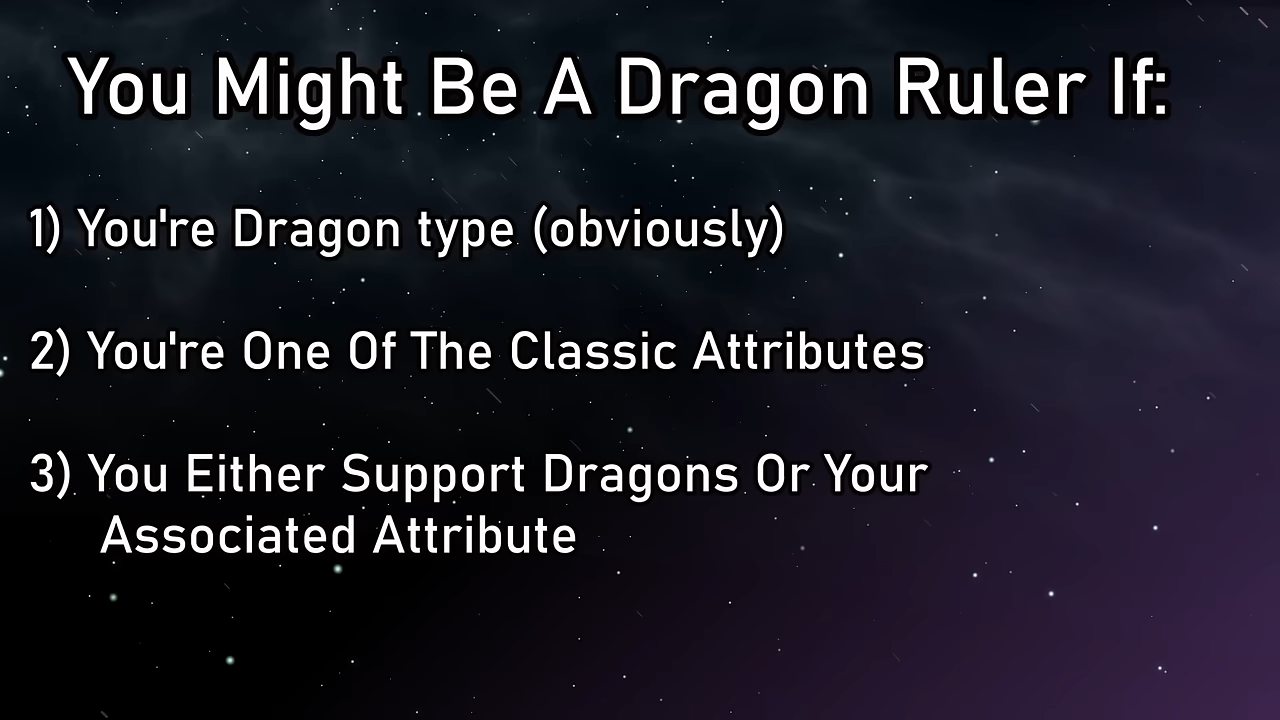 You Might Be A Dragon Ruler If:
1) You're Dragon type (obviously)
2) You're One Of The Classic Attributes
3) You Either Support Dragons Or Your
Associated Attribute